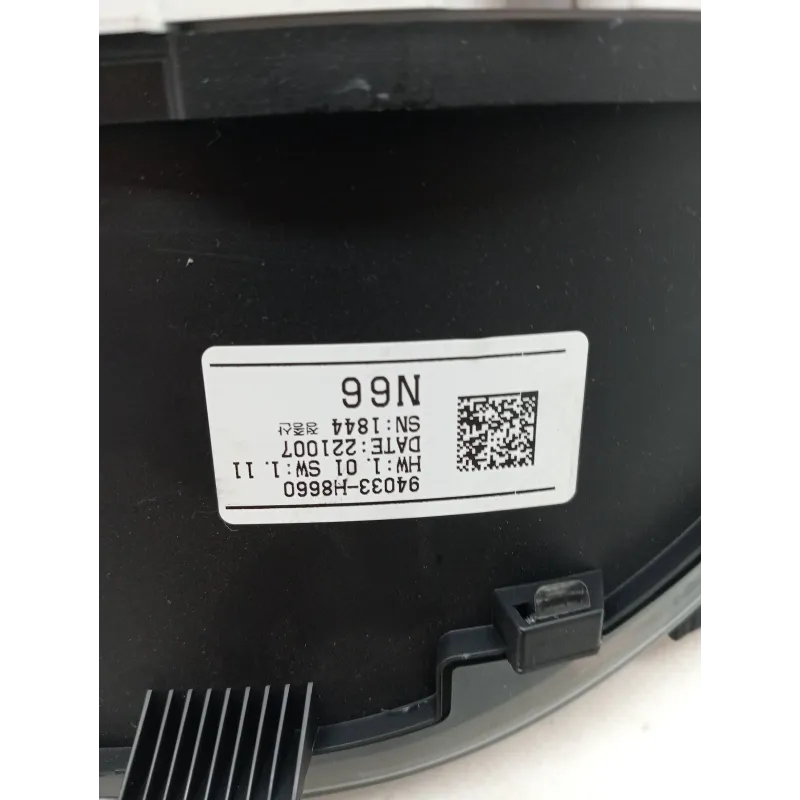 94033-H8660
HW:1.01 SW:1.11
DATE:221007
SN:1844
N66